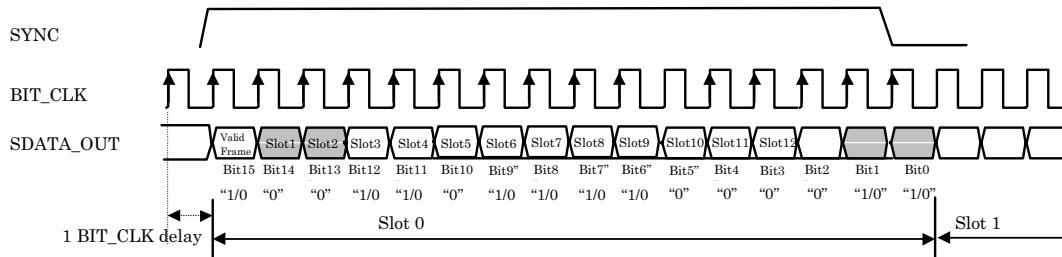 SYNC
BIT_CLK
SDATA_OUT
Valid Frame Slot1 Slot2 Slot3 Slot4 Slot5 Slot6 Slot7 Slot8 Slot9 Slot10 Slot11 Slot12
Bit15 Bit14 Bit13 Bit12 Bit11 Bit10 Bit9" Bit8 Bit7" Bit6" Bit5" Bit4 Bit3 Bit2 Bit1 Bit0
“1/0 “0” “0” “1/0 “1/0 “0” “1/0 “1/0 “1/0 “1/0 “0” “0” “0” “0” “1/0” “1/0”
1 BIT_CLK delay
Slot 0
Slot 1